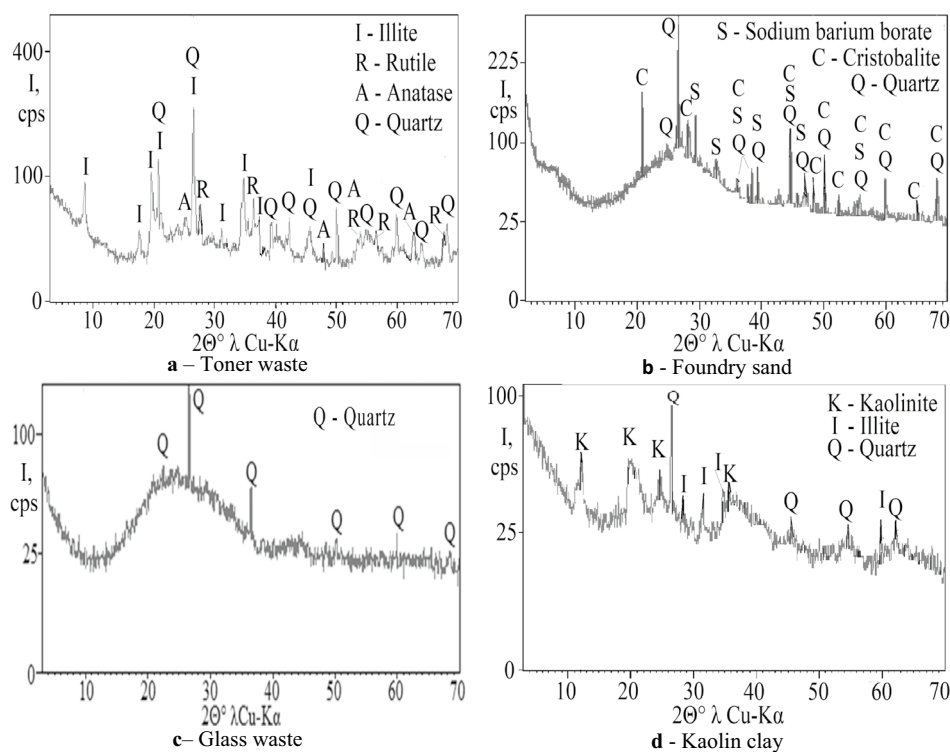 400
I,
cps
100
0
I - Illite
R - Rutile
A - Anatase
Q - Quartz
I
I
I
Q
I
Q
I
A
R
I
I
R
I
Q
Q
I
Q
A
Q
A
R
Q
R
Q
A
Q
R
Q
10 20 30 40 50 60 70
2Θ° λ Cu-Kα
a – Toner waste
225
I,
cps
100
25
0
S - Sodium barium borate
C - Cristobalite
Q - Quartz
C
Q
Q
C
S
S
C
S
Q
S
Q
C
S
Q
S
Q
C
C
Q
C
C
S
Q
C
Q
C
C
Q
10 20 30 40 50 60 70
2Θ° λ Cu-Kα
b - Foundry sand
100
I,
cps
25
0
Q - Quartz
Q
Q
Q
Q
Q
Q
10 20 30 40 50 60 70
2Θ° λCu-Kα
c– Glass waste
100
I,
cps
25
0
K - Kaolinite
I - Illite
Q - Quartz
K
K
K
Q
I
I
I
K
Q
Q
I
Q
10 20 30 40 50 60 70
2Θ° λ Cu-Kα
d - Kaolin clay